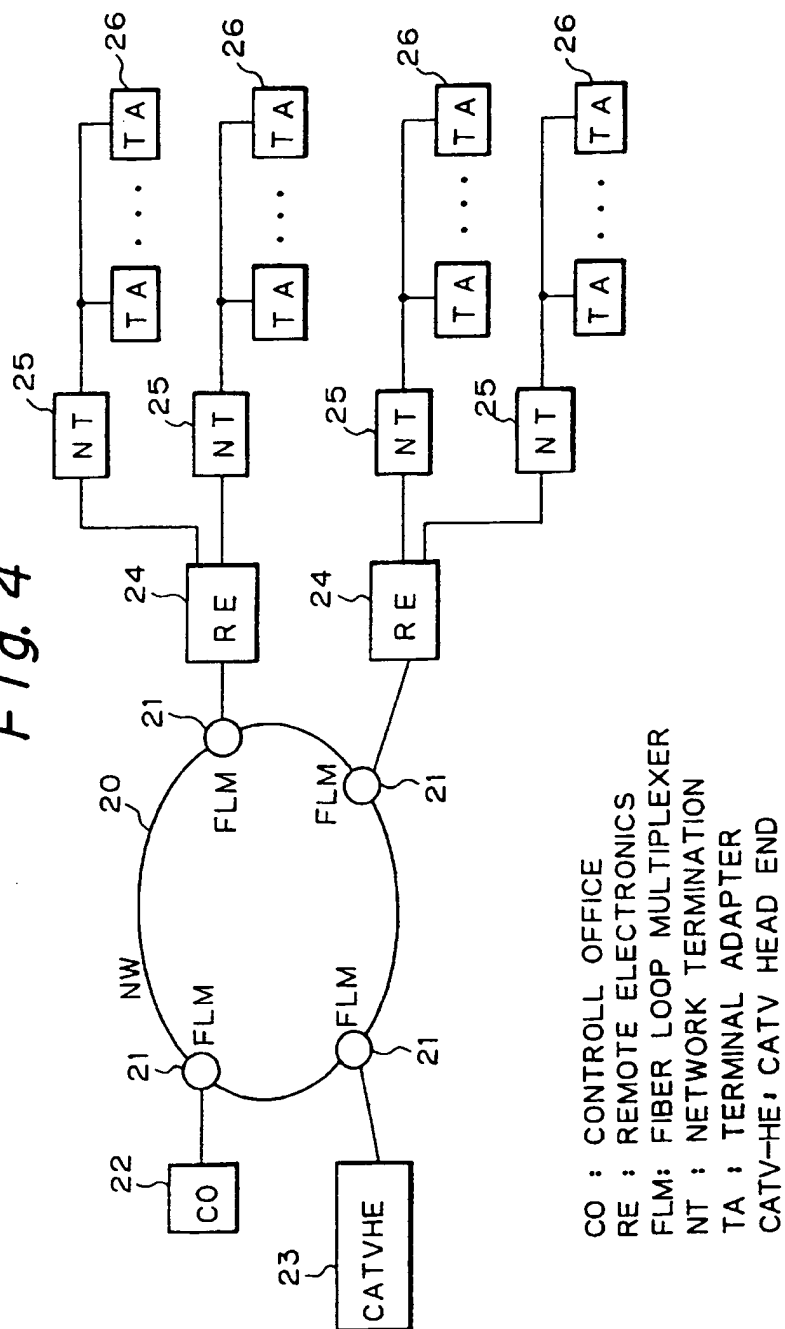 Fig. 4
20
NW
21
FLM
21
FLM
21
FLM
21
FLM
22
CO
23
CATVHE
24
RE
24
RE
25
NT
25
NT
25
NT
25
NT
26
TA ... TA
26
TA ... TA
26
TA ... TA
26
TA ... TA
CO : CONTROLL OFFICE
RE : REMOTE ELECTRONICS
FLM: FIBER LOOP MULTIPLEXER
NT : NETWORK TERMINATION
TA : TERMINAL ADAPTER
CATV-HE: CATV HEAD END